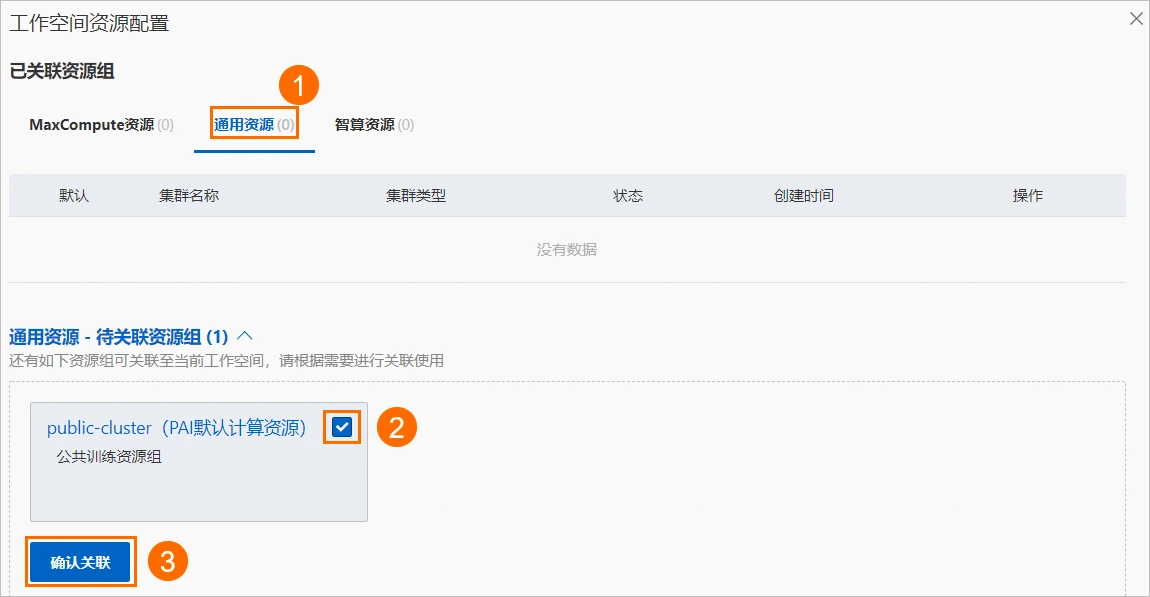 工作空间资源配置
已关联资源组
1
MaxCompute资源 (0) 通用资源 (0) 智算资源 (0)
默认 集群名称 集群类型 状态 创建时间 操作
没有数据
通用资源 - 待关联资源组 (1)
还有如下资源组可关联至当前工作空间，请根据需要进行关联使用
public-cluster（PAI默认计算资源） 2
公共训练资源组
确认关联 3